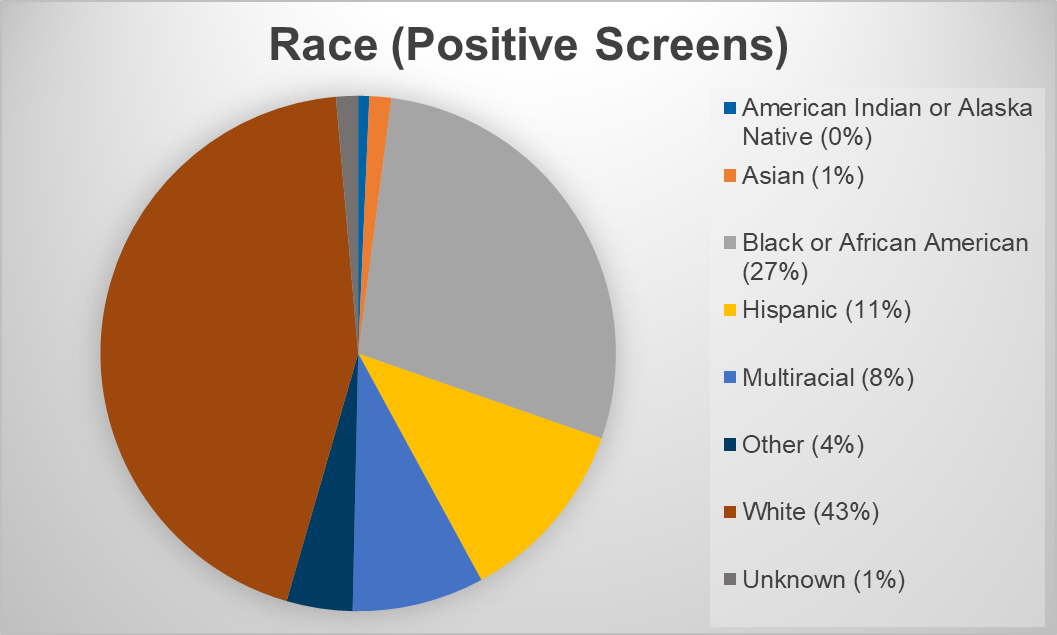 Race (Positive Screens)
American Indian or Alaska
Native (0%)
Asian (1%)
Black or African American
(27%)
Hispanic (11%)
Multiracial (8%)
Other (4%)
White (43%)
Unknown (1%)